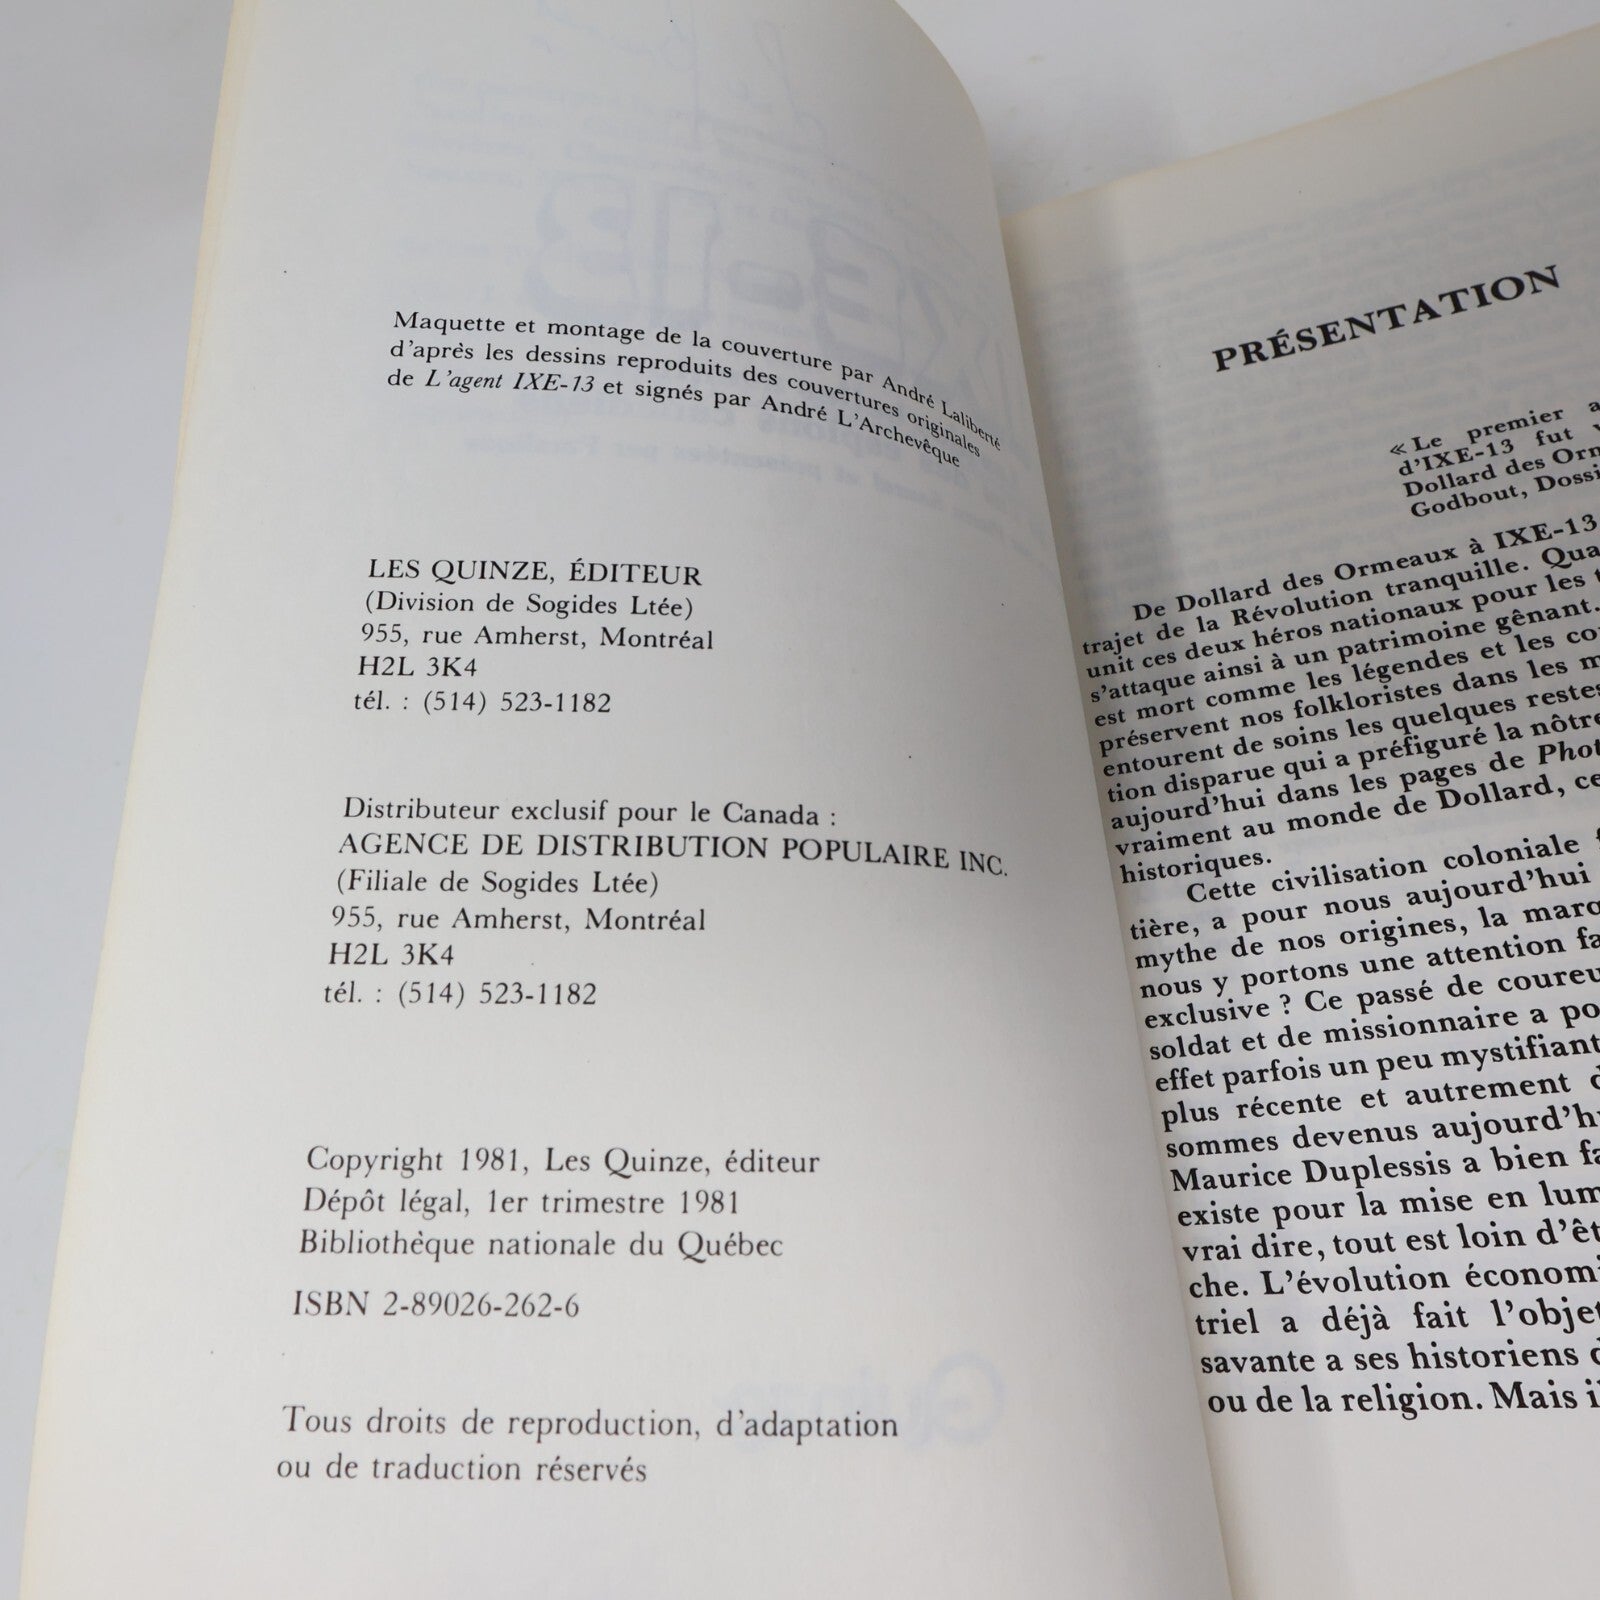 Maquette et montage de la couverture par André Laliberté
d'après les dessins reproduits des couvertures originales
de L'agent IXE-13 et signés par André L'Archevêque
LES QUINZE, ÉDITEUR
(Division de Sogides Ltée)
955, rue Amherst, Montréal
H2L 3K4
tél. : (514) 523-1182
Distributeur exclusif pour le Canada :
AGENCE DE DISTRIBUTION POPULAIRE INC.
(Filiale de Sogides Ltée)
955, rue Amherst, Montréal
H2L 3K4
tél. : (514) 523-1182
Copyright 1981, Les Quinze, éditeur
Dépôt légal, 1er trimestre 1981
Bibliothèque nationale du Québec
ISBN 2-89026-262-6
Tous droits de reproduction, d'adaptation
ou de traduction réservés
PRÉSENTATION
« Le premier
d'IXE-13 fut
Dollard des
Godbout,
De Dollard des Ormeaux à IXE-13
trajet de la Révolution tranquille.
unit ces deux héros nationaux pour les
s'attaque ainsi à un patrimoine gênant.
est mort comme les légendes et les
préservent nos folkloristes dans les
entourent de soins les quelques restes
tion disparue qui a préfiguré la nôtre
aujourd'hui dans les pages de
vraiment au monde de Dollard,
historiques.
Cette civilisation coloniale
tière, a pour nous aujourd'hui
mythe de nos origines, la
nous y portons une attention
exclusive ? Ce passé de
soldat et de missionnaire a
effet parfois un peu mystifiant
plus récente et autrement
sommes devenus
Maurice Duplessis a bien
existe pour la mise en
vrai dire, tout est loin
che. L'évolution
triel a déjà fait
savante a ses historiens
ou de la religion. Mais